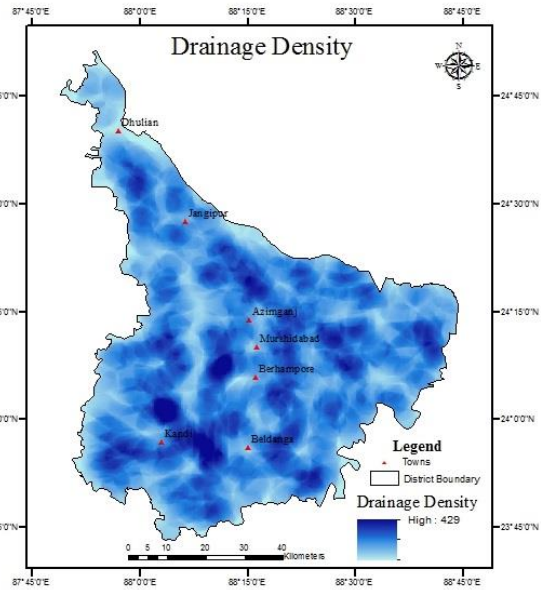 87°45'0"E 88°0'0"E 88°15'0"E 88°30'0"E 88°45'0"E
Drainage Density
N
W E
S
24°45'0"N
Dhulian
24°30'0"N
Jangipur
24°15'0"N
Azimganj
Murshidabad
Berhampore
24°0'0"N
Kandi
Beldanga
Legend
Towns
District Boundary
Drainage Density
High : 429
23°45'0"N
0 5 10 20 30 40
Kilometers
87°45'0"E 88°0'0"E 88°15'0"E 88°30'0"E 88°45'0"E